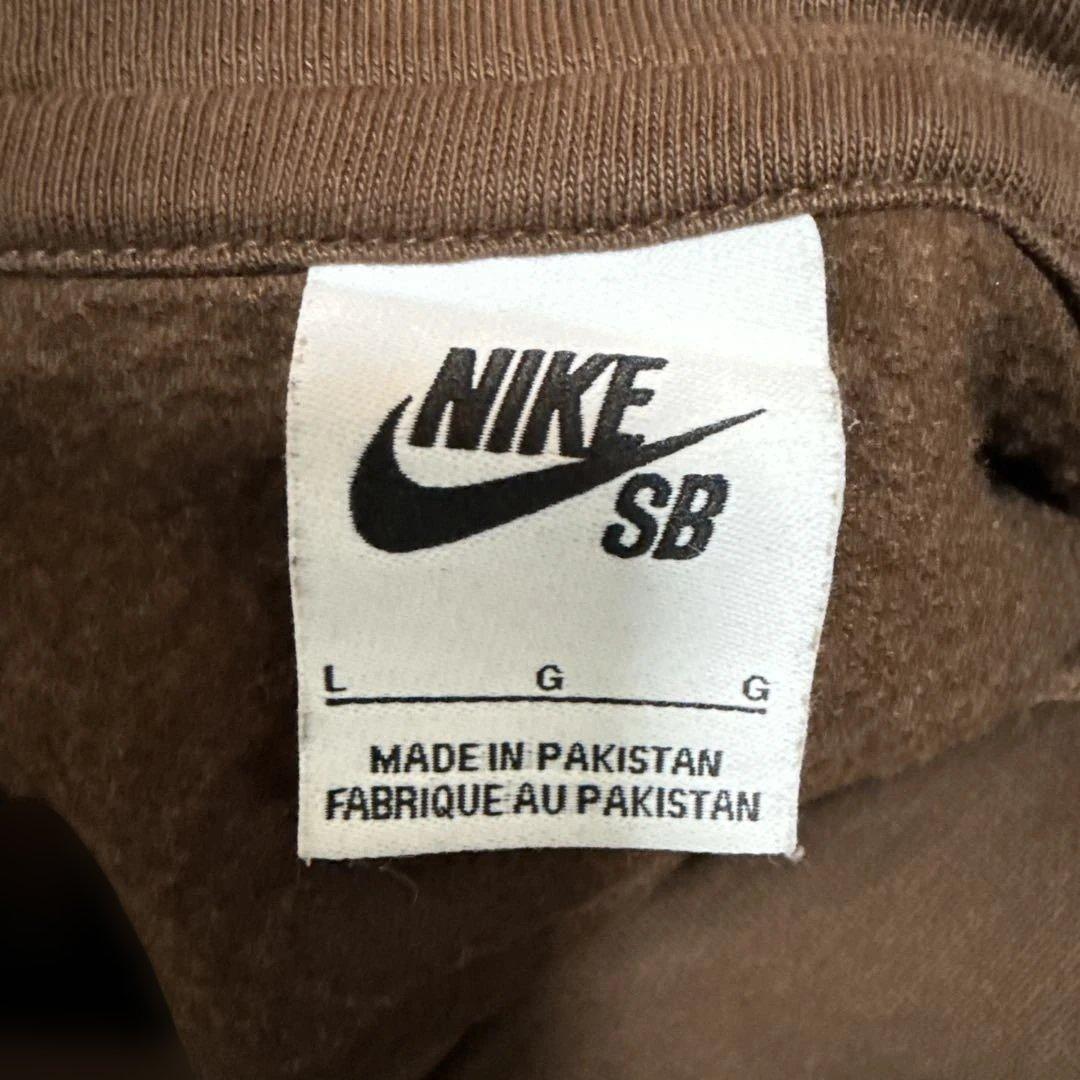 NIKE
SB
L G G
MADE IN PAKISTAN
FABRIQUE AU PAKISTAN